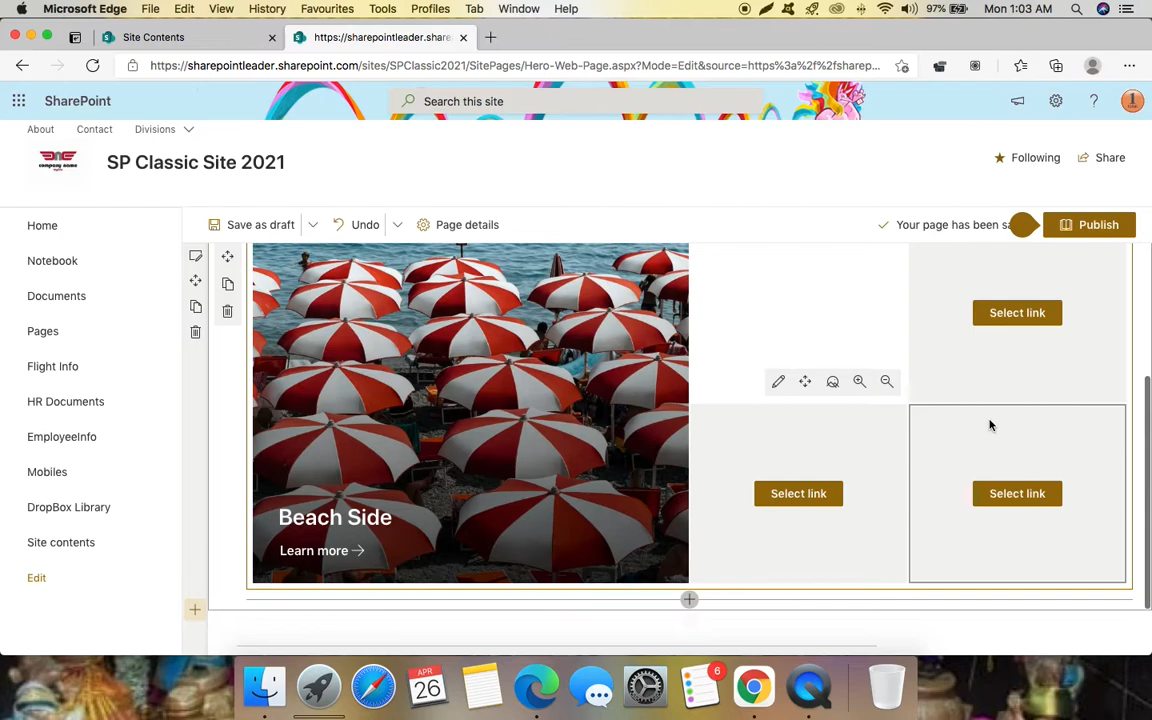 Microsoft Edge File Edit View History Favourites Tools Profiles Tab Window Help 97% Mon 1:03 AM
Site Contents https://sharepointleader.share
https://sharepointleader.sharepoint.com/sites/SPClassic2021/SitePages/Hero-Web-Page.aspx?Mode=Edit&source=https%3a%2f%2fsharep...
SharePoint Search this site ?
About Contact Divisions
company name
SP Classic Site 2021 Following Share
Home Save as draft Undo Page details Your page has been sa Publish
Notebook
Documents
Pages
Flight Info
HR Documents
EmployeeInfo
Mobiles
DropBox Library
Site contents
Edit
Select link
Select link Select link
Beach Side
Learn more
APR
26
6